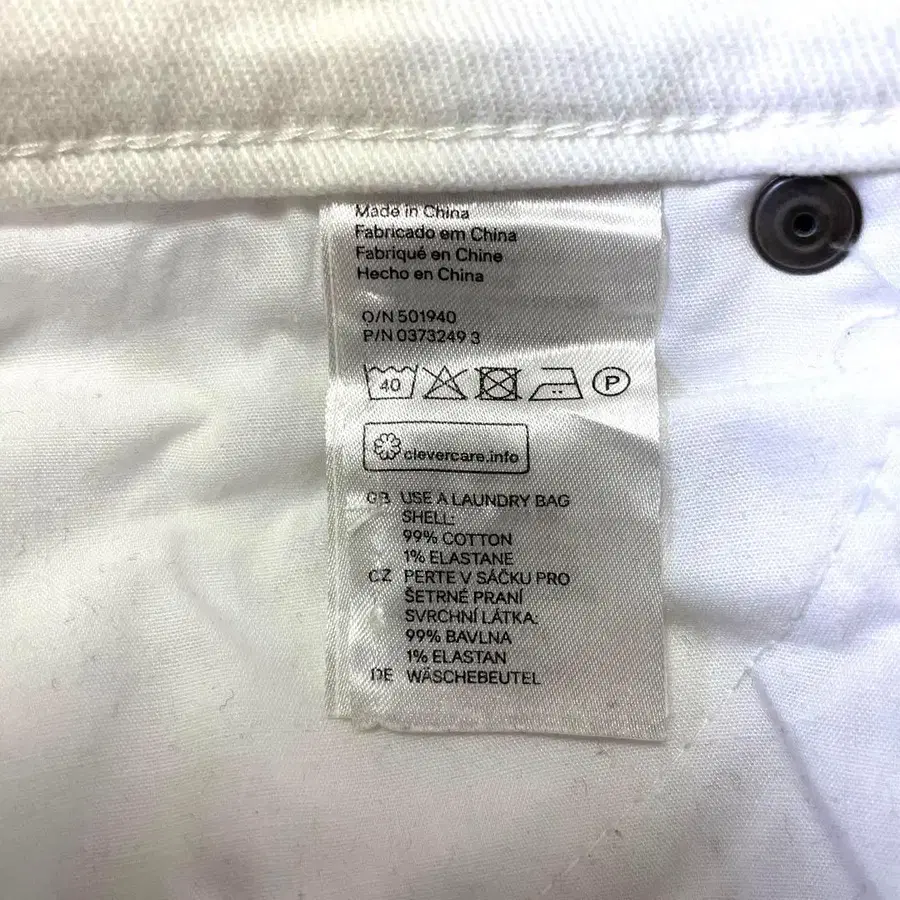 Made in China
Fabricado em China
Fabriqué en Chine
Hecho en China
O/N 501940
P/N 0373249 3
40 P
clevercare.info
GB USE A LAUNDRY BAG
SHELL:
99% COTTON
1% ELASTANE
CZ PERTE V SÁČKU PRO
ŠETRNÉ PRANÍ
SVRCHNÍ LÁTKA:
99% BAVLNA
1% ELASTAN
DE WÄSCHEBEUTEL